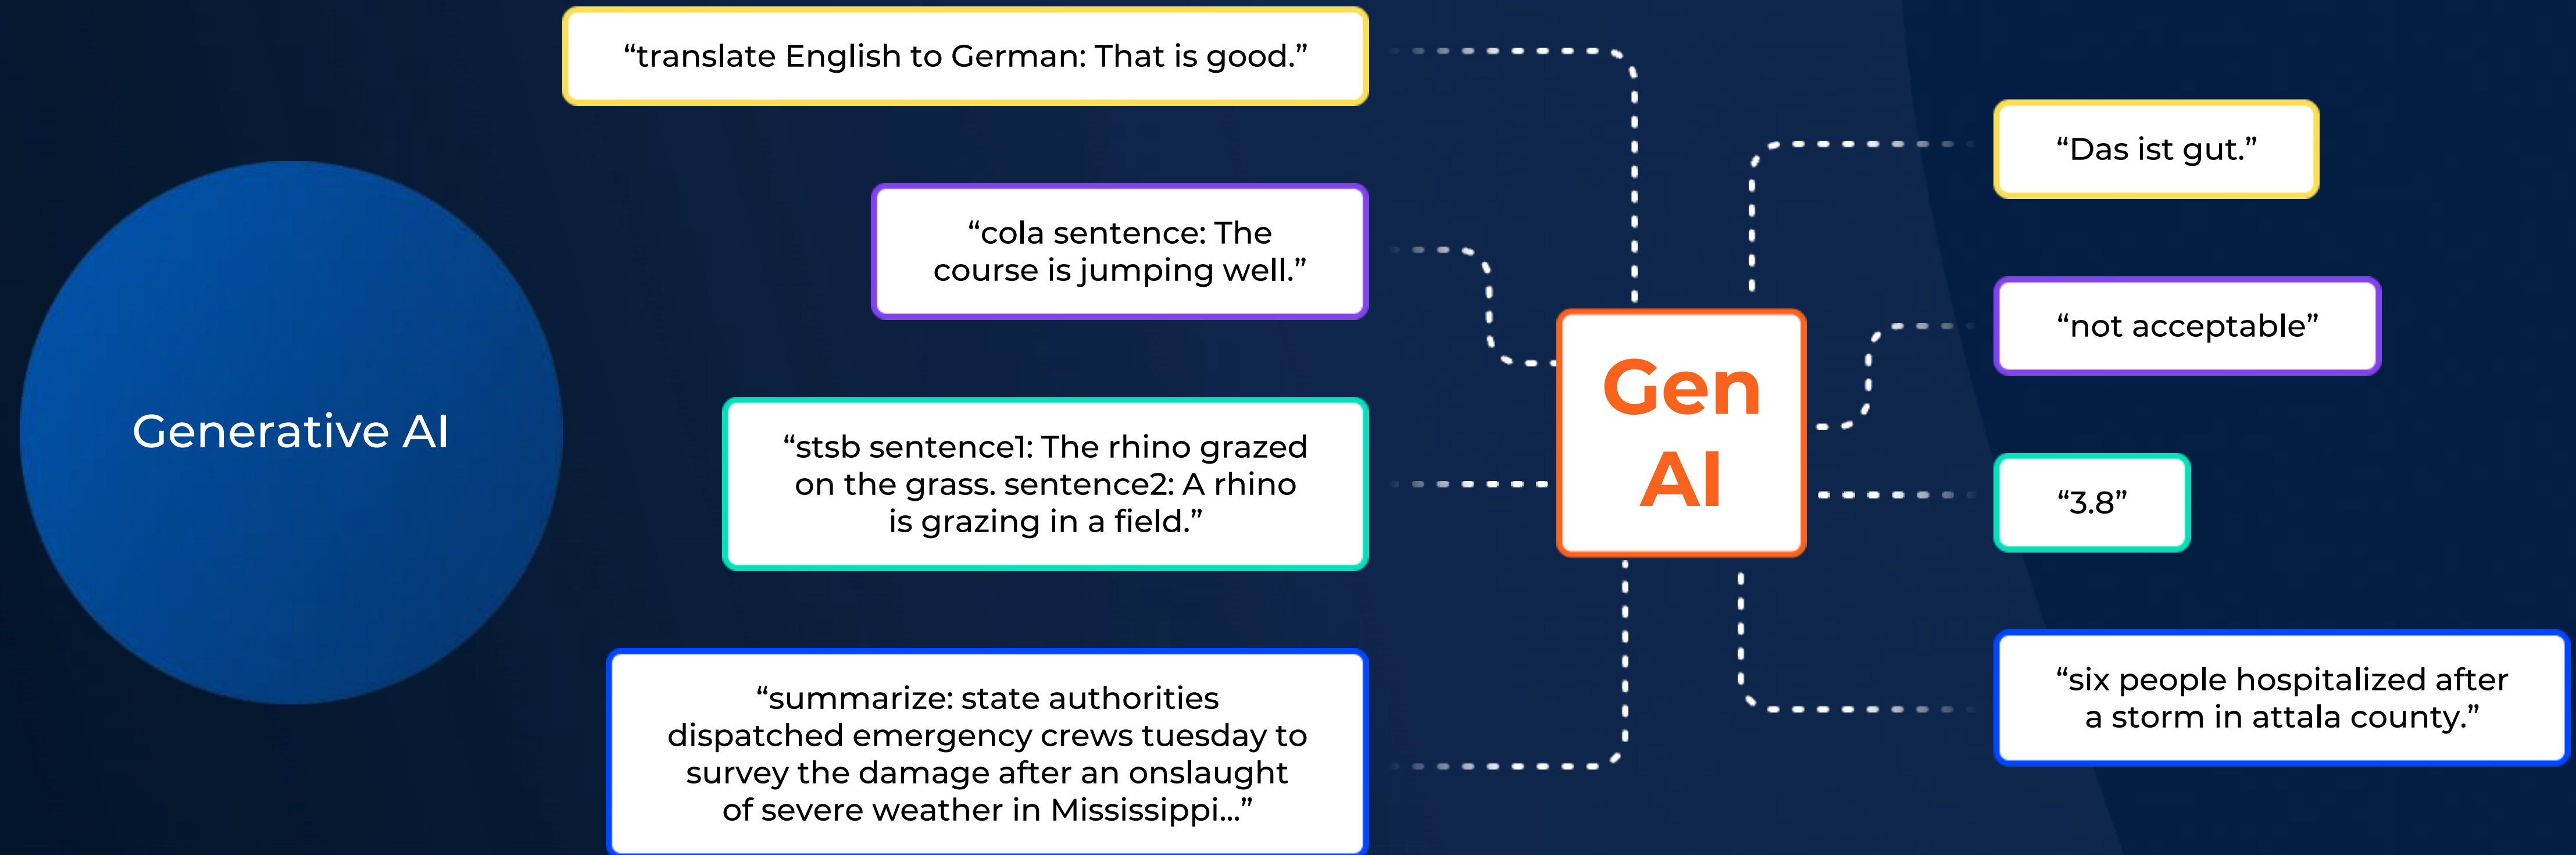 Generative AI
“translate English to German: That is good.”
“cola sentence: The
course is jumping well.”
“stsb sentence1: The rhino grazed
on the grass. sentence2: A rhino
is grazing in a field.”
“summarize: state authorities
dispatched emergency crews tuesday to
survey the damage after an onslaught
of severe weather in Mississippi...”
Gen
AI
“Das ist gut.”
“not acceptable”
“3.8”
“six people hospitalized after
a storm in attala county.”